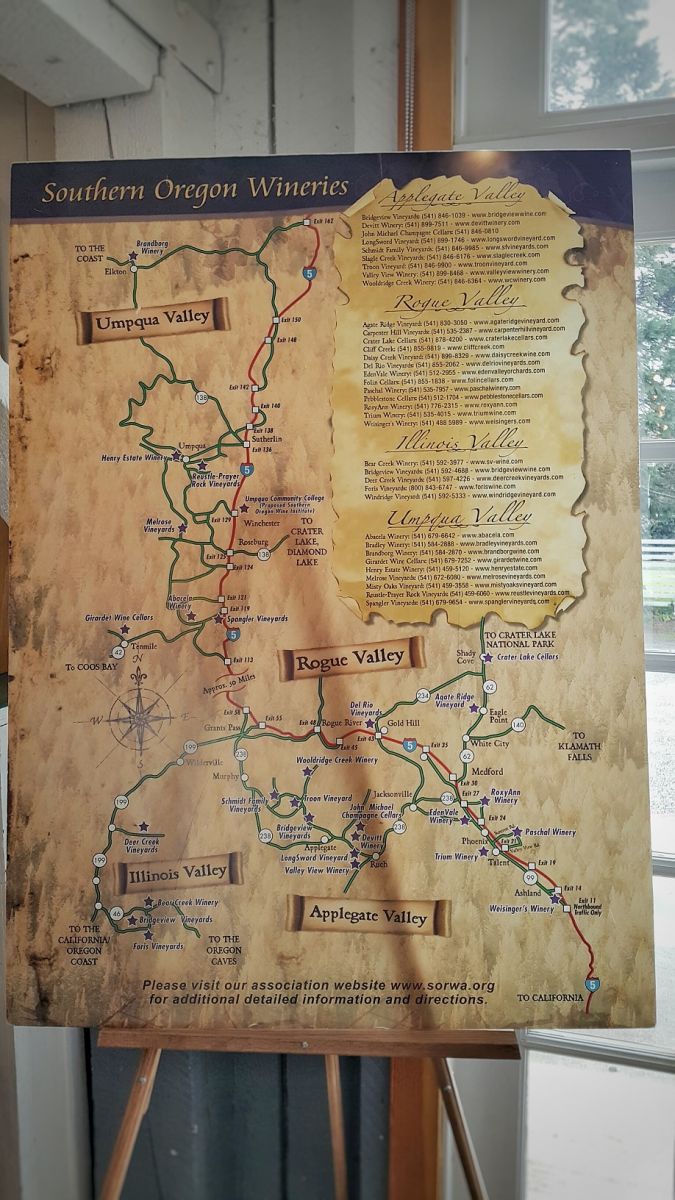 Southern Oregon Wineries
Applegate Valley
Bridgeview Vineyards: (541) 846-1039 - www.bridgeviewwine.com
Devitt Winery: (541) 899-7511 - www.devittwinery.com
John Michael Champagne Cellars: (541) 846-0810
LongSword Vineyard: (541) 899-1746 - www.longswordvineyard.com
Schmidt Family Vineyards: (541) 846-9985 - www.sfvineyards.com
Slagle Creek Vineyards: (541) 846-6176 - www.slaglecreek.com
Troon Vineyard: (541) 846-9900 - www.troonvineyard.com
Valley View Winery: (541) 899-8468 - www.valleyviewwinery.com
Wooldridge Creek Winery: (541) 846-6364 - www.wcwinery.com
Rogue Valley
Agate Ridge Vineyard: (541) 830-3050 - www.agateridgevineyard.com
Carpenter Hill Vineyard: (541) 535-2387 - www.carpenterhillvineyard.com
Crater Lake Cellars: (541) 878-4200 - www.craterlakecellars.com
Cliff Creek: (541) 855-9819 - www.cliffcreek.com
Daisy Creek Vineyard: (541) 899-8329 - www.daisycreekwine.com
Del Rio Vineyards: (541) 855-2062 - www.delriovineyards.com
EdenVale Winery: (541) 512-2955 - www.edenvalleyorchards.com
Folin Cellars: (541) 855-1838 - www.folincellars.com
Paschal Winery: (541) 535-7957 - www.paschalwinery.com
Pebblestone Cellars: (541) 512-1704 - www.pebblestonecellars.com
RoxyAnn Winery: (541) 776-2315 - www.roxyann.com
Trium Winery: (541) 535-4015 - www.triumwine.com
Weisinger's Winery: (541) 488 5989 - www.weisingers.com
Illinois Valley
Bear Creek Winery: (541) 592-3977 - www.sv-wine.com
Bridgeview Vineyards: (541) 592-4688 - www.bridgeviewwine.com
Deer Creek Vineyards: (541) 597-4226 - www.deercreekvineyards.com
Foris Vineyards: (800) 843-6747 - www.foriswine.com
Windridge Vineyard: (541) 592-5333 - www.windridgevineyard.com
Umpqua Valley
Abacela Winery: (541) 679-6642 - www.abacela.com
Bradley Vineyards: (541) 584-2888 - www.bradleyvineyards.com
Brandborg Winery: (541) 584-2870 - www.brandborgwine.com
Girardet Wine Cellars: (541) 679-7252 - www.girardetwine.com
Henry Estate Winery: (541) 459-5120 - www.henryestate.com
Melrose Vineyards: (541) 672-6080 - www.melrosevineyards.com
Misty Oaks Vineyard: (541) 459-3558 - www.mistyoaksvineyard.com
Reustle-Prayer Rock Vineyards: (541) 459-6060 - www.reustlevineyards.com
Spangler Vineyards: (541) 679-9654 - www.spanglervineyards.com
TO THE
COAST
Brandborg
Winery
Elkton
Exit 162
5
Umpqua Valley
Exit 150
Exit 148
Exit 142
138
Exit 140
Exit 138
Sutherlin
Exit 136
Umpqua
Henry Estate Winery
Reustle-Prayer
Rock Vineyards
5
Umpqua Community College
(Proposed Southern
Oregon Wine Institute)
Winchester
Melrose
Vineyards
Exit 129
TO
CRATER
LAKE,
DIAMOND
LAKE
Roseburg
138
Exit 125
Exit 124
Abacela
Winery
Exit 121
Exit 119
Spangler Vineyards
Girardet Wine Cellars
5
42
Tenmile
TO COOS BAY
Exit 113
Approx. 50 Miles
N
W
E
S
Rogue Valley
TO CRATER LAKE
NATIONAL PARK
Shady
Cove
Crater Lake Cellars
62
234
Agate Ridge
Vineyard
Eagle
Point
140
White City
62
TO
KLAMATH
FALLS
Exit 58
Exit 55
Grants Pass
Exit 48
Rogue River
Exit 45
Del Rio
Vineyards
Exit 43
Gold Hill
5
Exit 35
Medford
Exit 30
199
Wilderville
238
Murphy
Wooldridge Creek Winery
Schmidt Family
Vineyards
Troon Vineyard
Jacksonville
John Michael
Champagne Cellars
238
Exit 27
RoxyAnn
Winery
EdenVale
Winery
Exit 24
199
Deer Creek
Vineyards
238
Bridgeview
Vineyards
Applegate
Devitt
Winery
238
LongSword Vineyard
Ruch
Valley View Winery
Phoenix
Exit 21
Paschal Winery
Trium Winery
Talent
Exit 19
99
Ashland
Exit 14
Weisinger's Winery
Exit 11
Northbound
Traffic Only
199
Illinois Valley
Applegate Valley
46
Bear Creek Winery
Bridgeview Vineyards
Foris Vineyards
TO THE
CALIFORNIA/
OREGON
COAST
TO THE
OREGON
CAVES
5
TO CALIFORNIA
Please visit our association website www.sorwa.org
for additional detailed information and directions.